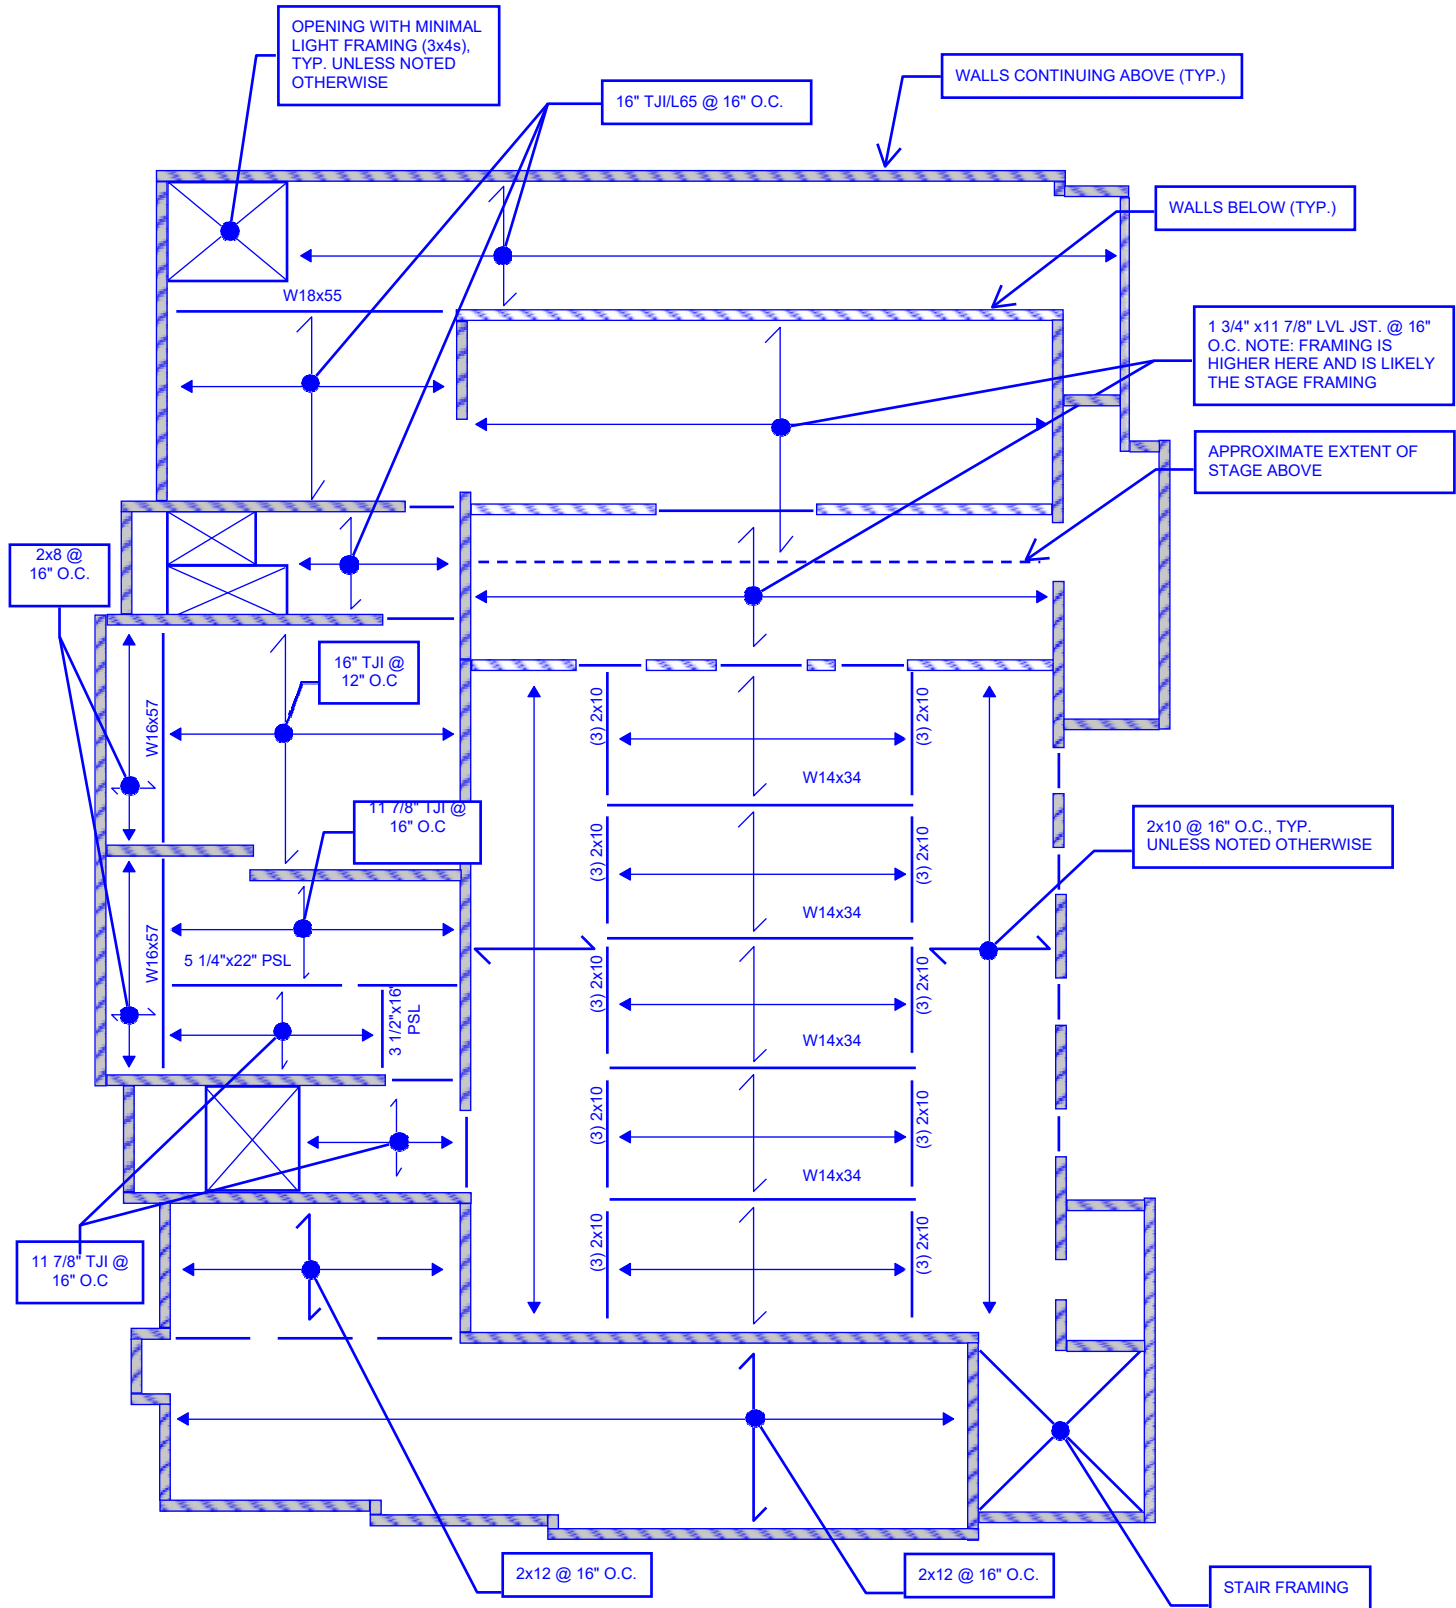 OPENING WITH MINIMAL
LIGHT FRAMING (3x4s),
TYP. UNLESS NOTED
OTHERWISE
16" TJI/L65 @ 16" O.C.
WALLS CONTINUING ABOVE (TYP.)
WALLS BELOW (TYP.)
W18x55
1 3/4" x11 7/8" LVL JST. @ 16"
O.C. NOTE: FRAMING IS
HIGHER HERE AND IS LIKELY
THE STAGE FRAMING
APPROXIMATE EXTENT OF
STAGE ABOVE
2x8 @
16" O.C.
16" TJI @
12" O.C
W16x57
(3) 2x10
(3) 2x10
W14x34
11 7/8" TJI @
16" O.C
2x10 @ 16" O.C., TYP.
UNLESS NOTED OTHERWISE
(3) 2x10
(3) 2x10
W14x34
W16x57
5 1/4"x22" PSL
3 1/2"x16"
PSL
(3) 2x10
(3) 2x10
W14x34
(3) 2x10
(3) 2x10
W14x34
11 7/8" TJI @
16" O.C
(3) 2x10
(3) 2x10
2x12 @ 16" O.C.
2x12 @ 16" O.C.
STAIR FRAMING